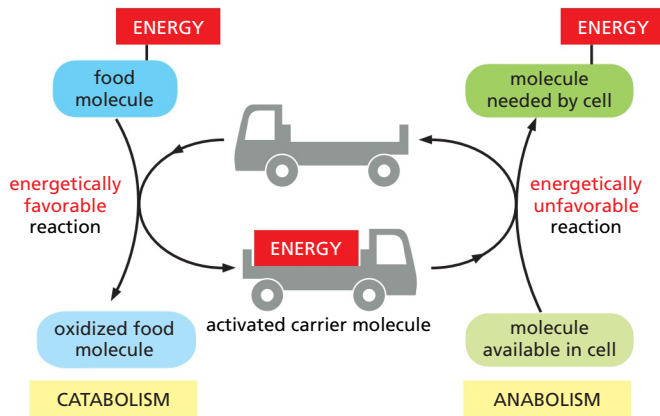 ENERGY
ENERGY
food
molecule
molecule
needed by cell
energetically
favorable
reaction
energetically
unfavorable
reaction
ENERGY
activated carrier molecule
oxidized food
molecule
molecule
available in cell
CATABOLISM
ANABOLISM